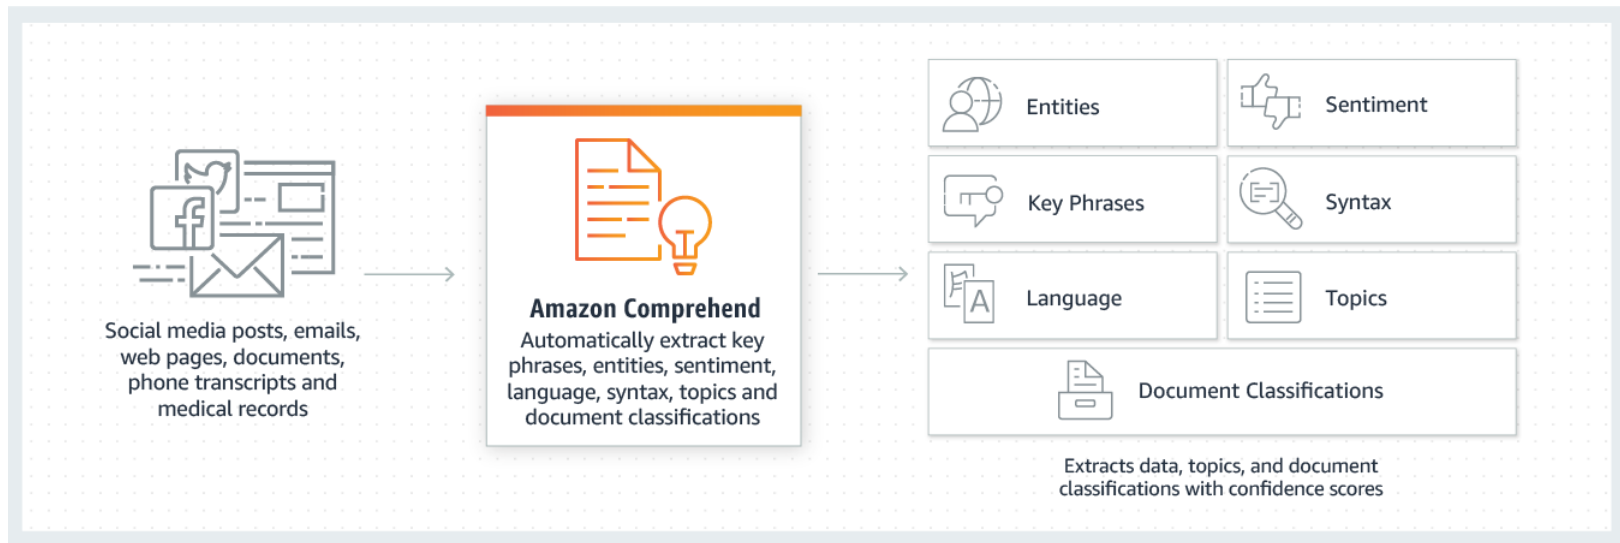 Social media posts, emails,
web pages, documents,
phone transcripts and
medical records
Amazon Comprehend
Automatically extract key
phrases, entities, sentiment,
language, syntax, topics and
document classifications
Entities
Sentiment
Key Phrases
Syntax
A
Language
Topics
Document Classifications
Extracts data, topics, and document
classifications with confidence scores